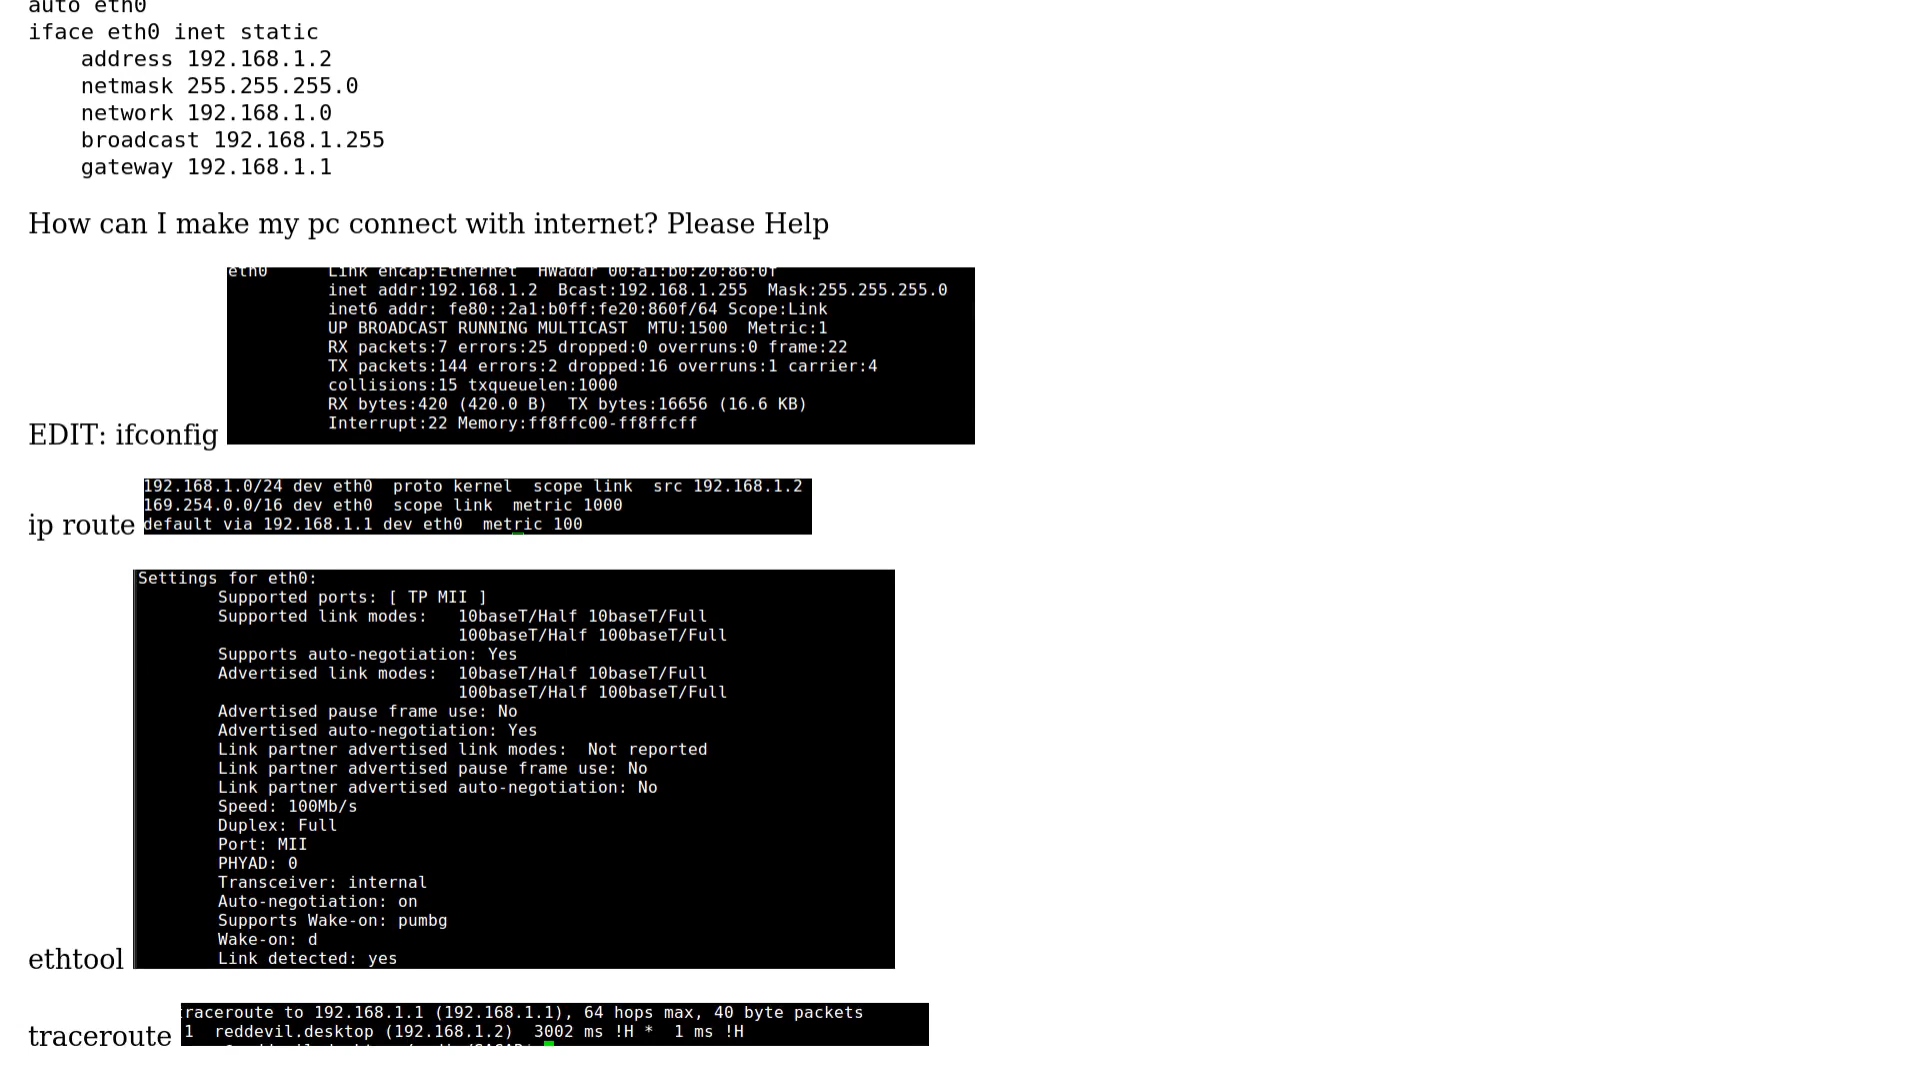 auto eth0
iface eth0 inet static
    address 192.168.1.2
    netmask 255.255.255.0
    network 192.168.1.0
    broadcast 192.168.1.255
    gateway 192.168.1.1
How can I make my pc connect with internet? Please Help
eth0      Link encap:Ethernet  HWaddr 00:a1:b0:20:86:0f
          inet addr:192.168.1.2  Bcast:192.168.1.255  Mask:255.255.255.0
          inet6 addr: fe80::2a1:b0ff:fe20:860f/64 Scope:Link
          UP BROADCAST RUNNING MULTICAST  MTU:1500  Metric:1
          RX packets:7 errors:25 dropped:0 overruns:0 frame:22
          TX packets:144 errors:2 dropped:16 overruns:1 carrier:4
          collisions:15 txqueuelen:1000
          RX bytes:420 (420.0 B)  TX bytes:16656 (16.6 KB)
          Interrupt:22 Memory:ff8ffc00-ff8ffcff
EDIT: ifconfig
192.168.1.0/24 dev eth0  proto kernel  scope link  src 192.168.1.2
169.254.0.0/16 dev eth0  scope link  metric 1000
default via 192.168.1.1 dev eth0  metric 100
ip route
Settings for eth0:
        Supported ports: [ TP MII ]
        Supported link modes:   10baseT/Half 10baseT/Full
                                100baseT/Half 100baseT/Full
        Supports auto-negotiation: Yes
        Advertised link modes:  10baseT/Half 10baseT/Full
                                100baseT/Half 100baseT/Full
        Advertised pause frame use: No
        Advertised auto-negotiation: Yes
        Link partner advertised link modes:  Not reported
        Link partner advertised pause frame use: No
        Link partner advertised auto-negotiation: No
        Speed: 100Mb/s
        Duplex: Full
        Port: MII
        PHYAD: 0
        Transceiver: internal
        Auto-negotiation: on
        Supports Wake-on: pumbg
        Wake-on: d
        Link detected: yes
ethtool
traceroute to 192.168.1.1 (192.168.1.1), 64 hops max, 40 byte packets
1  reddevil.desktop (192.168.1.2)  3002 ms !H *  1 ms !H
traceroute